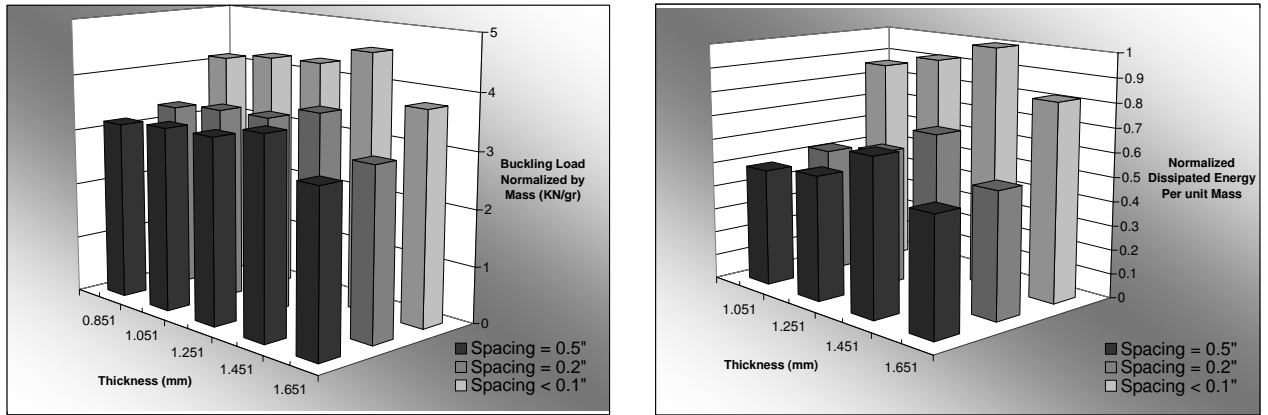 5
4
3
2
1
0
Buckling Load
Normalized by
Mass (KN/gr)
0.851
1.051
1.251
1.451
1.651
Thickness (mm)
Spacing = 0.5"
Spacing = 0.2"
Spacing < 0.1"
1
0.9
0.8
0.7
0.6
0.5
0.4
0.3
0.2
0.1
0
Normalized
Dissipated Energy
Per unit Mass
1.051
1.251
1.451
1.651
Thickness (mm)
Spacing = 0.5"
Spacing = 0.2"
Spacing < 0.1"